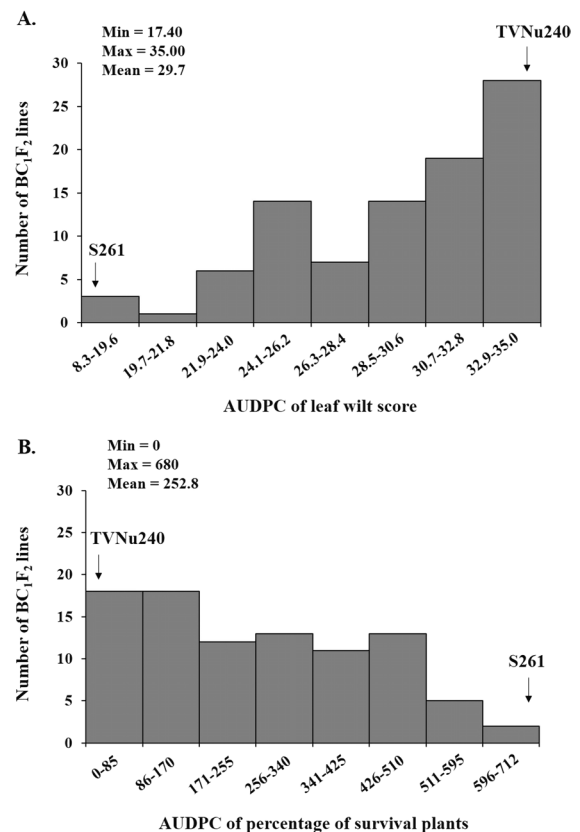 A.
Min = 17.40
Max = 35.00
Mean = 29.7
TVNu240
S261
Number of BC₁F₂ lines
30
25
20
15
10
5
0
8.3-19.6
19.7-21.8
21.9-24.0
24.1-26.2
26.3-28.4
28.5-30.6
30.7-32.8
32.9-35.0
AUDPC of leaf wilt score
B.
Min = 0
Max = 680
Mean = 252.8
TVNu240
S261
Number of BC₁F₂ lines
30
25
20
15
10
5
0
0-85
86-170
171-255
256-340
341-425
426-510
511-595
596-712
AUDPC of percentage of survival plants